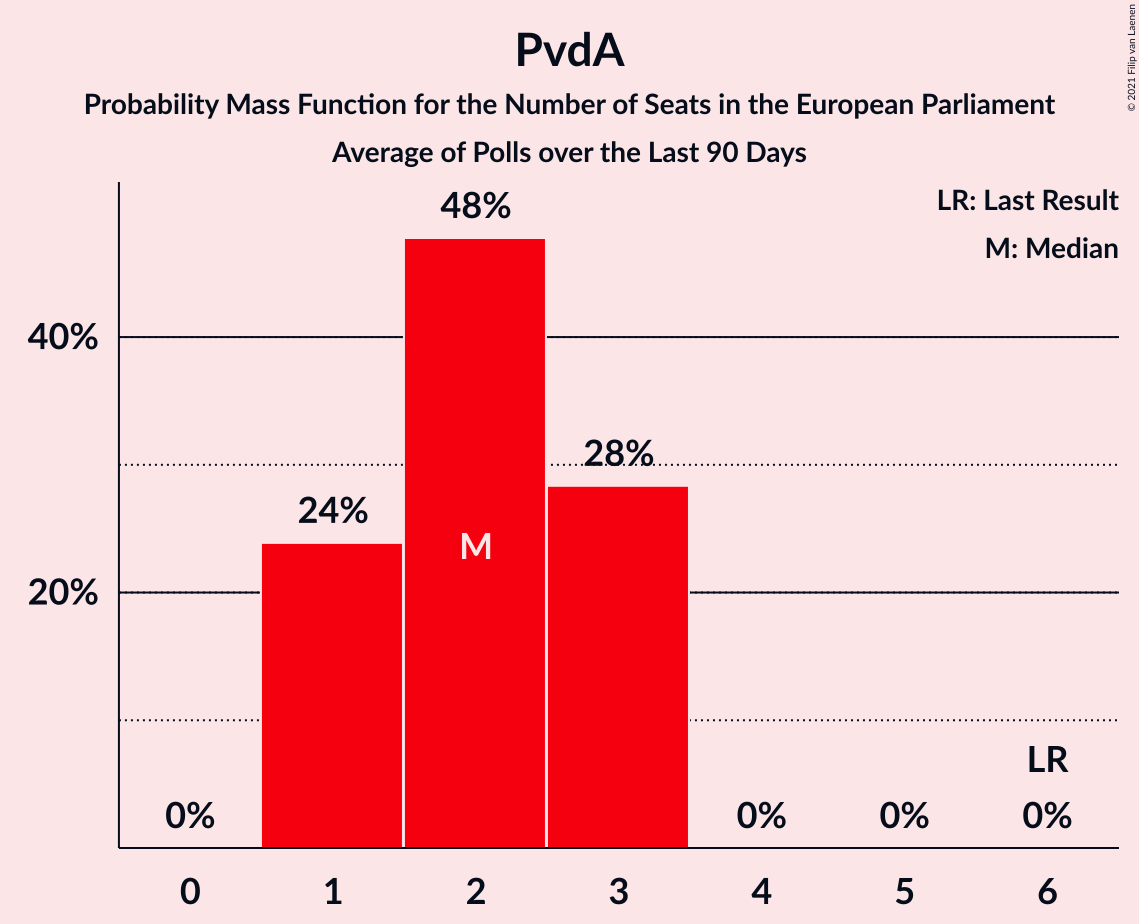 PvdA
Probability Mass Function for the Number of Seats in the European Parliament
Average of Polls over the Last 90 Days
© 2021 Filip van Laenen
LR: Last Result
M: Median
48%
40%
28%
24%
M
20%
LR
0%
0%
0%
0%
0 1 2 3 4 5 6